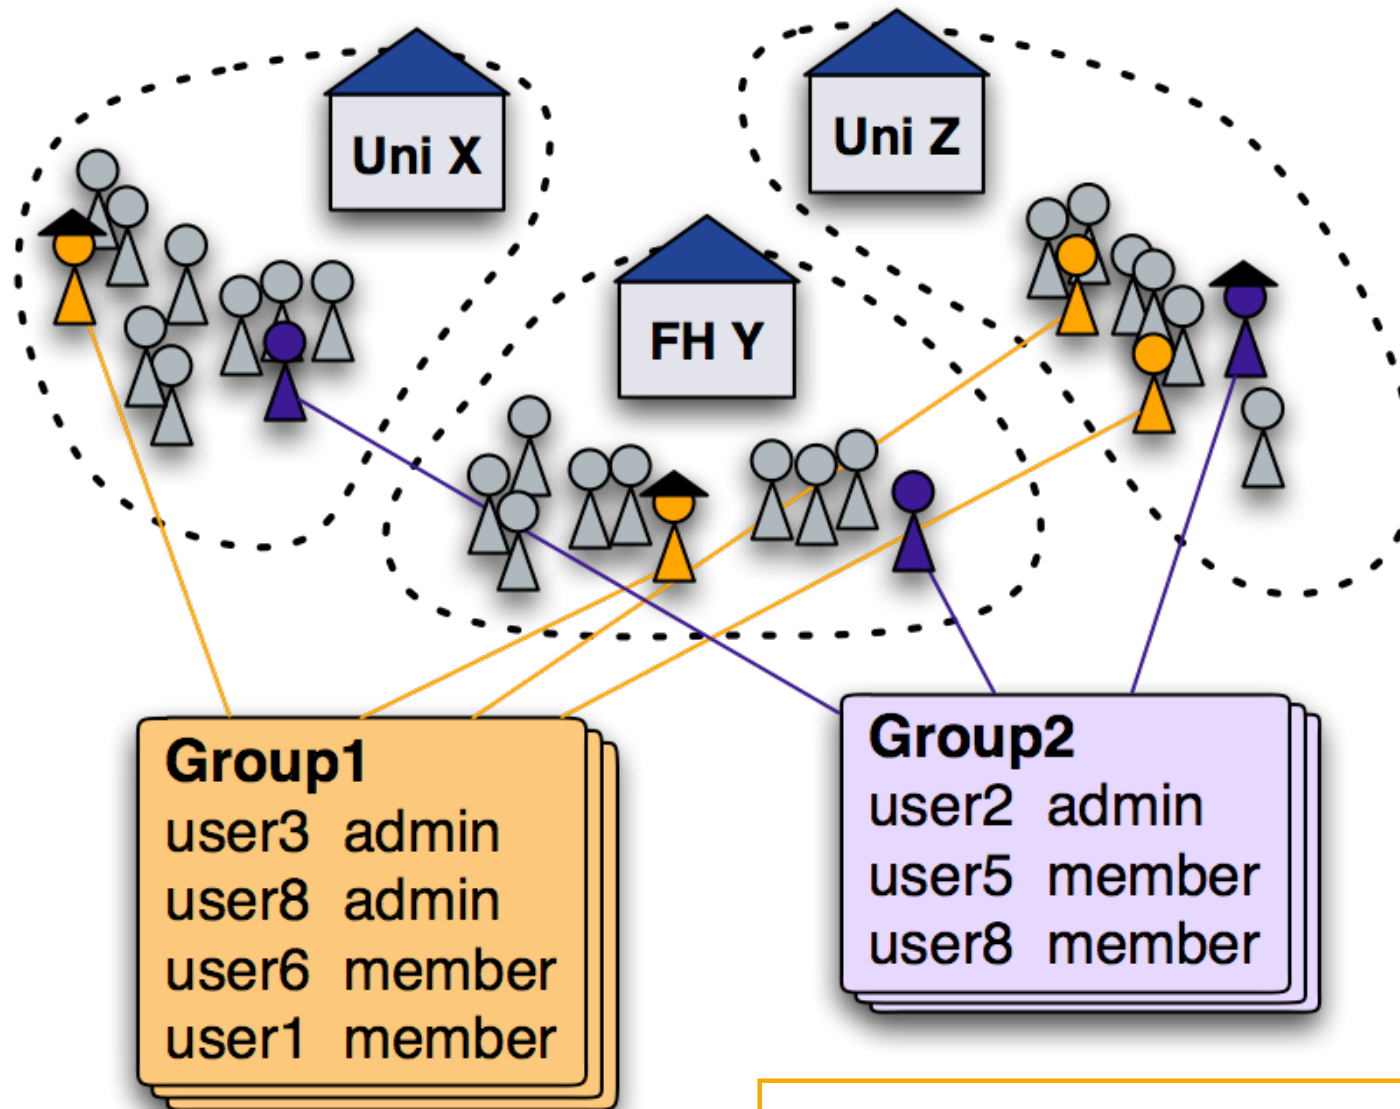 Uni X
Uni Z
FH Y
Group1
user3 admin
user8 admin
user6 member
user1 member
Group2
user2 admin
user5 member
user8 member